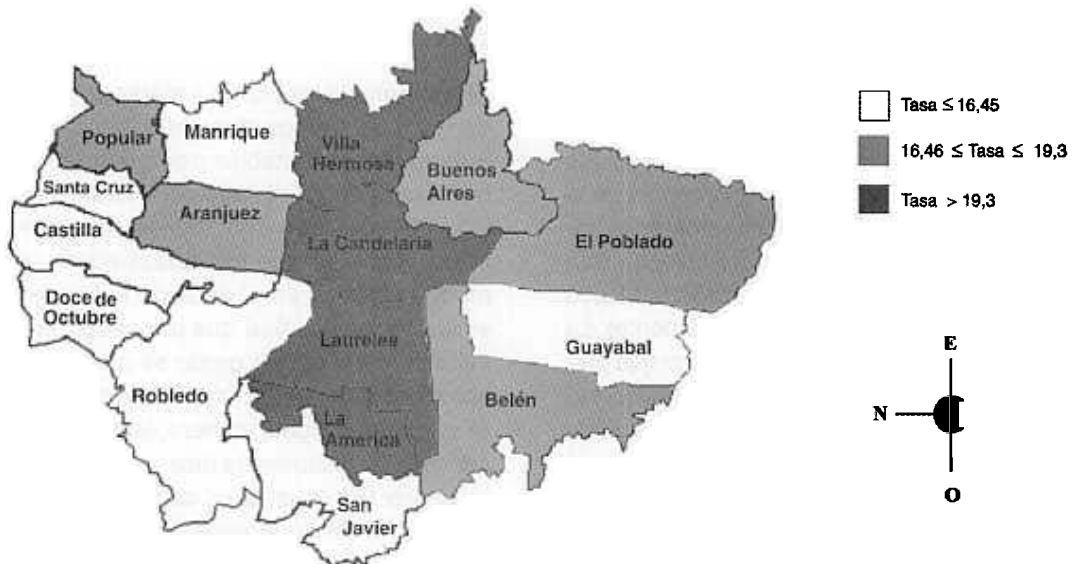 Popular
Manrique
Villa
Hermosa
Buenos
Aires
Santa Cruz
Aranjuez
Castilla
La Candelaria
El Poblado
Doce de
Octubre
Laureles
Guayabal
Robledo
Belén
La
America
San
Javier
Tasa ≤ 16,45
16,46 ≤ Tasa ≤ 19,3
Tasa > 19,3
E
N
O